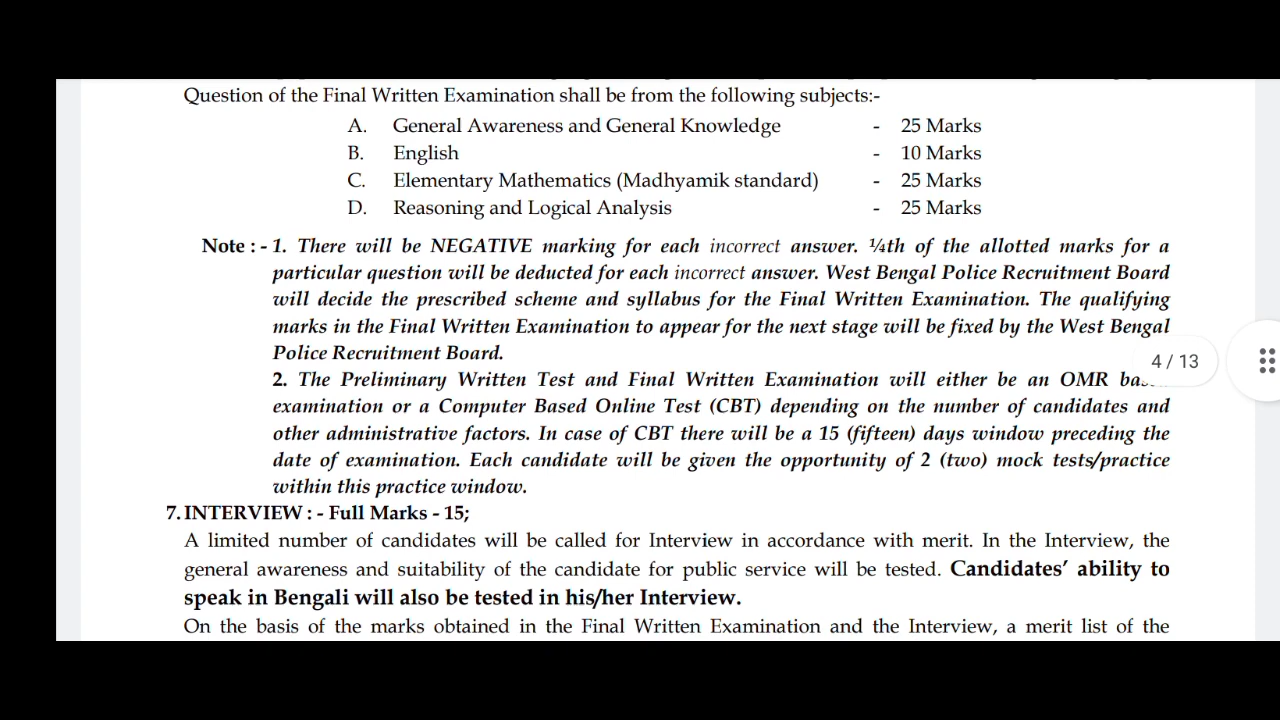 Question of the Final Written Examination shall be from the following subjects:-
A. General Awareness and General Knowledge - 25 Marks
B. English - 10 Marks
C. Elementary Mathematics (Madhyamik standard) - 25 Marks
D. Reasoning and Logical Analysis - 25 Marks
Note : - 1. There will be NEGATIVE marking for each incorrect answer. ¼th of the allotted marks for a
particular question will be deducted for each incorrect answer. West Bengal Police Recruitment Board
will decide the prescribed scheme and syllabus for the Final Written Examination. The qualifying
marks in the Final Written Examination to appear for the next stage will be fixed by the West Bengal
Police Recruitment Board.
4 / 13
2. The Preliminary Written Test and Final Written Examination will either be an OMR
examination or a Computer Based Online Test (CBT) depending on the number of candidates and
other administrative factors. In case of CBT there will be a 15 (fifteen) days window preceding the
date of examination. Each candidate will be given the opportunity of 2 (two) mock tests/practice
within this practice window.
7. INTERVIEW : - Full Marks - 15;
A limited number of candidates will be called for Interview in accordance with merit. In the Interview, the
general awareness and suitability of the candidate for public service will be tested. Candidates' ability to
speak in Bengali will also be tested in his/her Interview.
On the basis of the marks obtained in the Final Written Examination and the Interview, a merit list of the